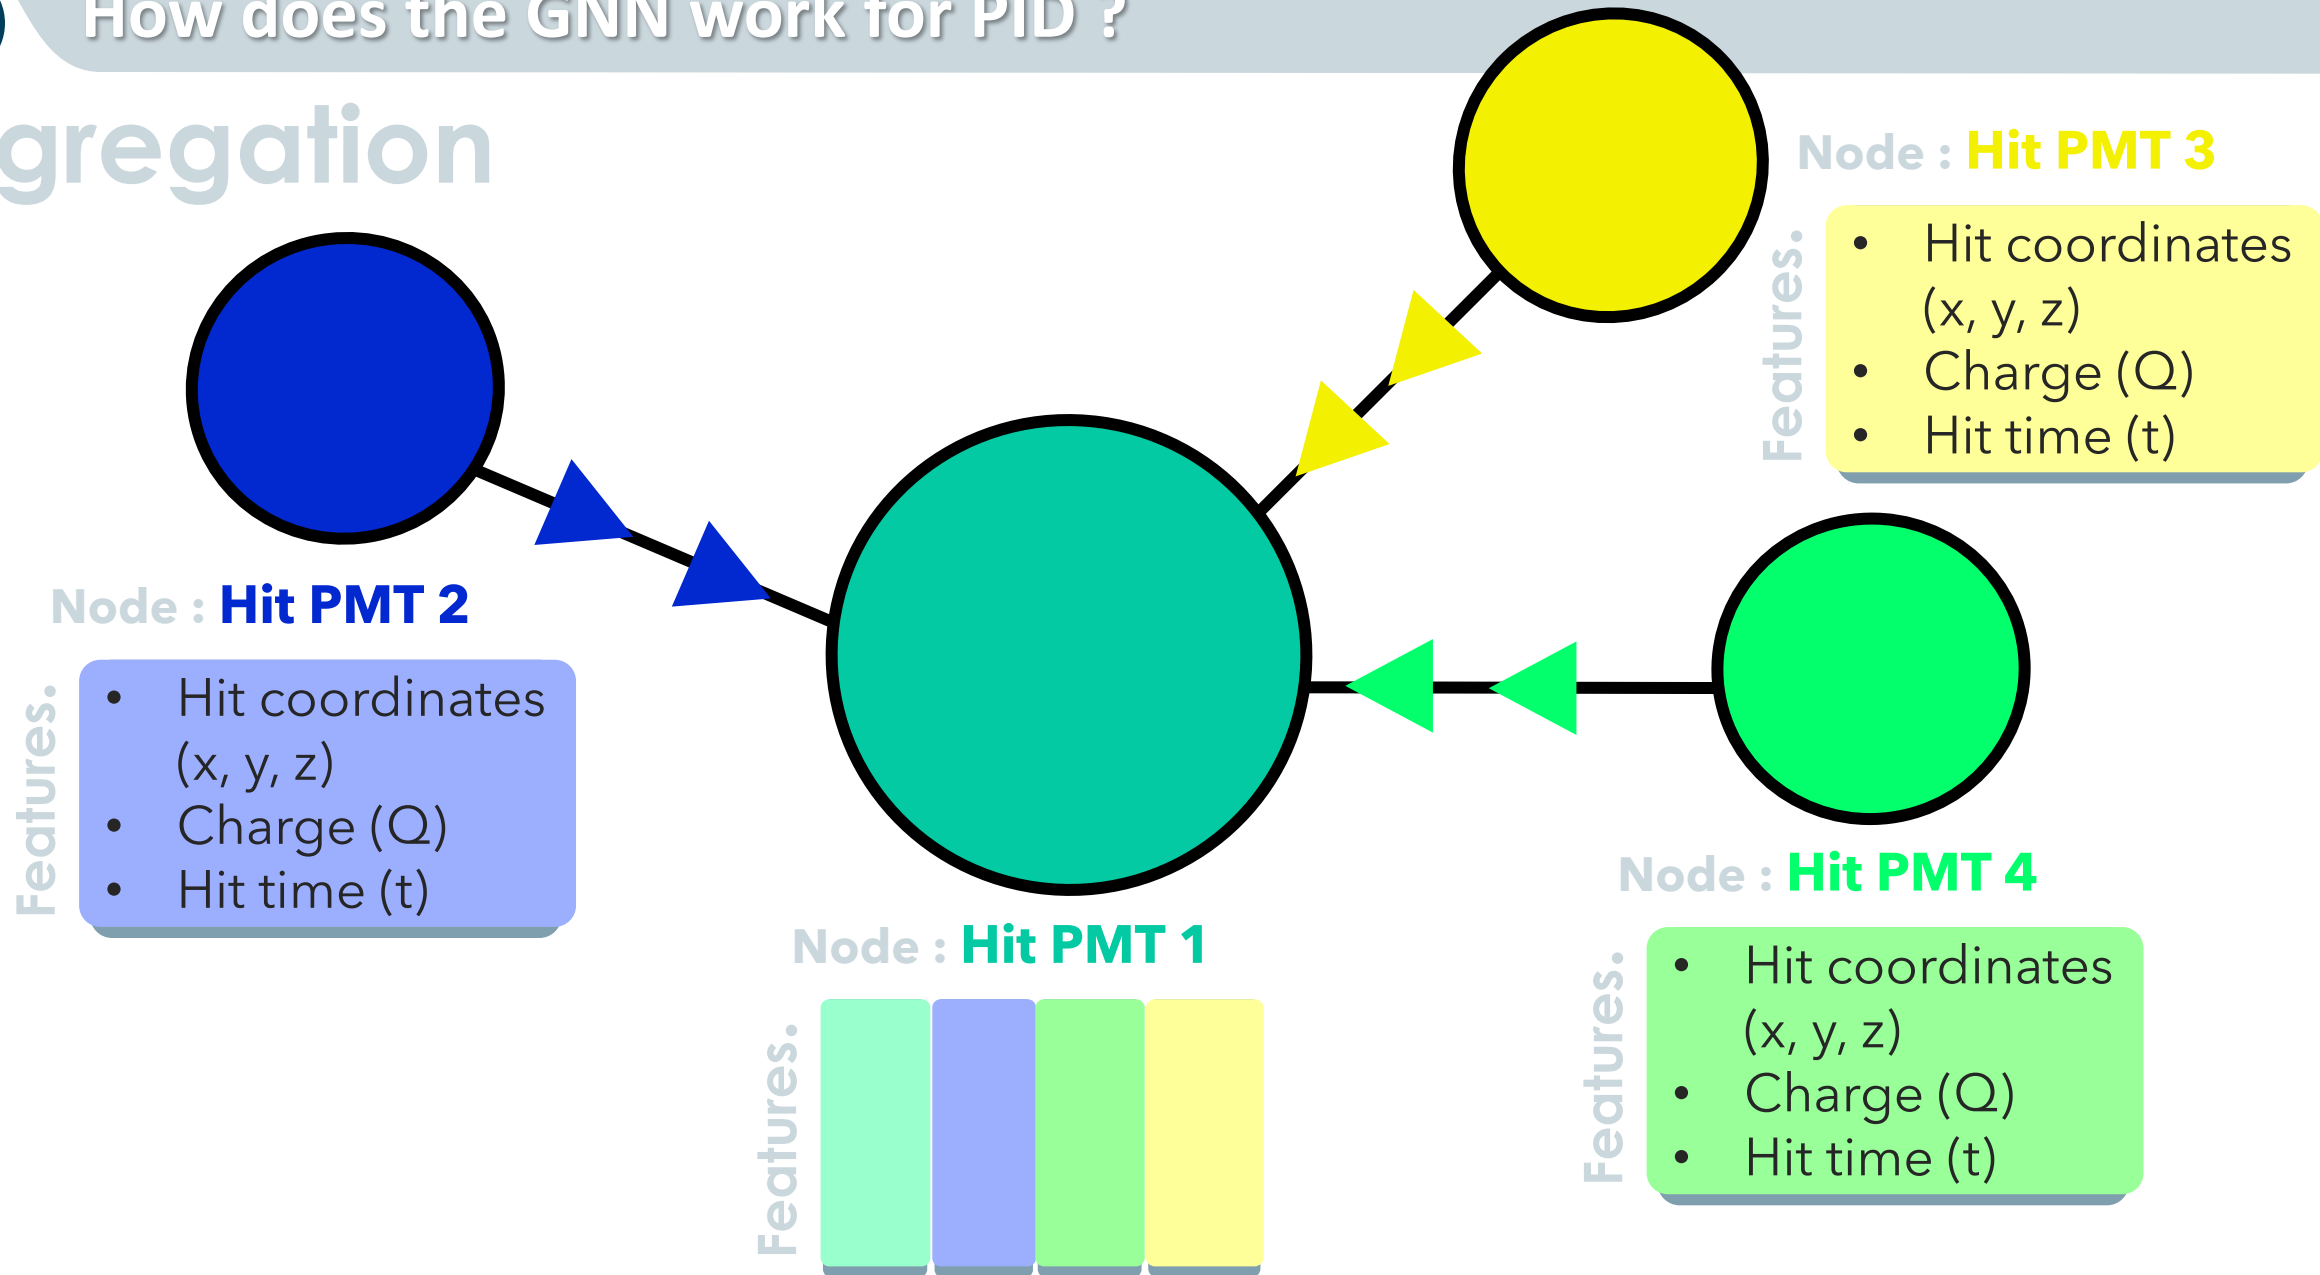 How does the GNN work for PID ?
gregation
Node : Hit PMT 3
Features.
• Hit coordinates
(x, y, z)
• Charge (Q)
• Hit time (t)
Node : Hit PMT 2
Features.
• Hit coordinates
(x, y, z)
• Charge (Q)
• Hit time (t)
Node : Hit PMT 4
Features.
• Hit coordinates
(x, y, z)
• Charge (Q)
• Hit time (t)
Node : Hit PMT 1
Features.